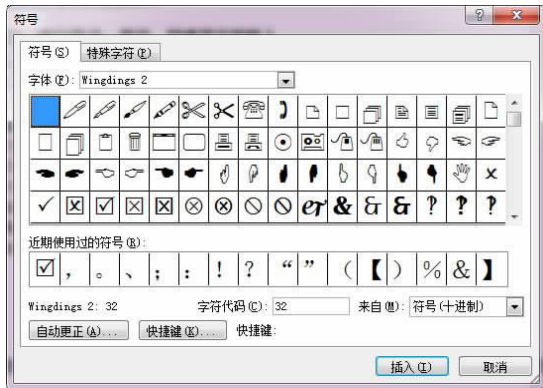 符号
符号(S) 特殊字符(P)
字体(F): Wingdings 2
近期使用过的符号(R):
☑ , 。 、 ; : ! ? “ ” ( 【 ) % & 】
Wingdings 2: 32 字符代码(C): 32 来自(M): 符号(十进制)
自动更正(A)... 快捷键(K)... 快捷键:
插入(I) 取消